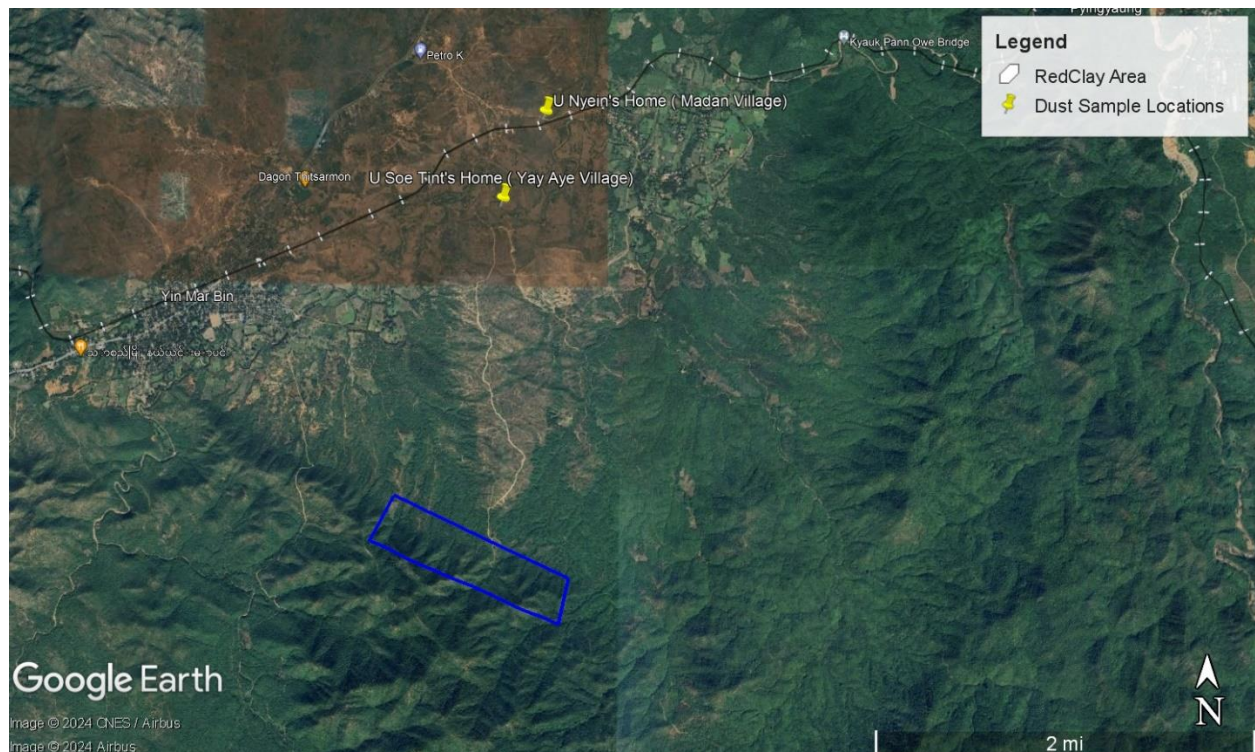 Pyingyaung
Kyauk Pann Owe Bridge
Legend
RedClay Area
Dust Sample Locations
Petro K
U Nyein's Home ( Madan Village)
Dagon Thitsarmon
U Soe Tint's Home ( Yay Aye Village)
Yin Mar Bin
Google Earth
Image © 2024 CNES / Airbus
Image © 2024 Airbus
N
2 mi